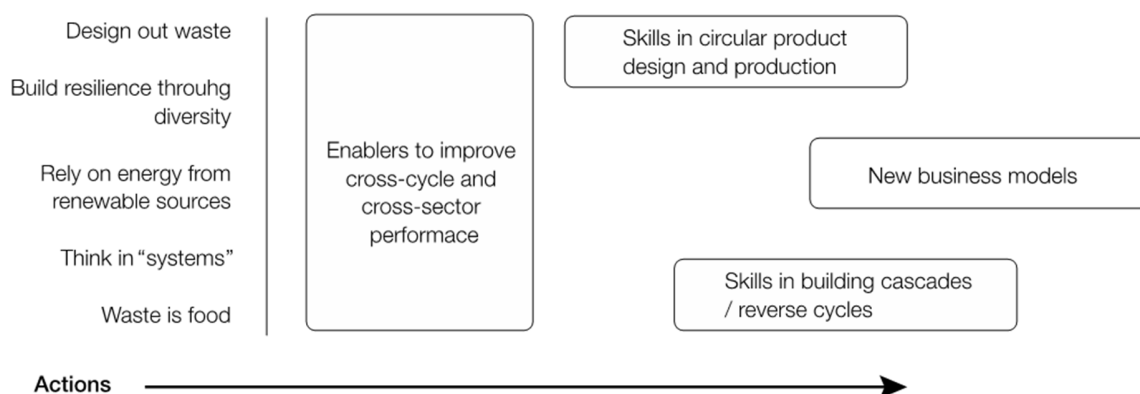 Design out waste
Build resilience throuhg
diversity
Rely on energy from
renewable sources
Think in “systems”
Waste is food
Enablers to improve
cross-cycle and
cross-sector
performace
Skills in circular product
design and production
New business models
Skills in building cascades
/ reverse cycles
Actions